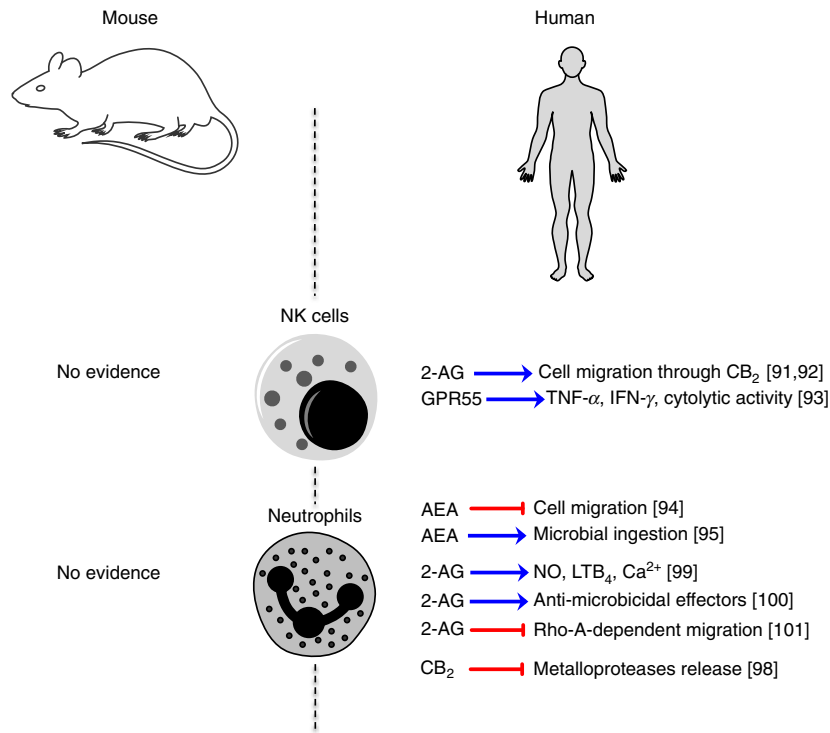 Mouse
Human
NK cells
No evidence
2-AG Cell migration through CB₂ [91,92]
GPR55 TNF-α, IFN-γ, cytolytic activity [93]
Neutrophils
No evidence
AEA Cell migration [94]
AEA Microbial ingestion [95]
2-AG NO, LTB₄, Ca²⁺ [99]
2-AG Anti-microbicidal effectors [100]
2-AG Rho-A-dependent migration [101]
CB₂ Metalloproteases release [98]